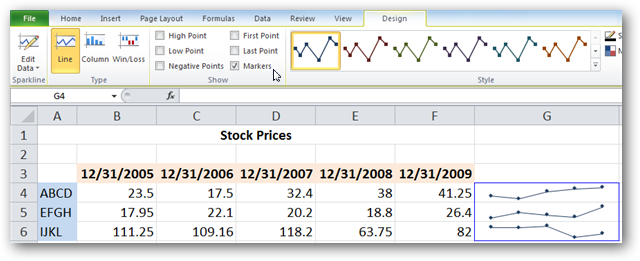 File Home Insert Page Layout Formulas Data Review View Design
High Point First Point
Low Point Last Point
Negative Points Markers
Edit Data Line Column Win/Loss
Sparkline Type Show Style
G4 fx
A B C D E F G
1 Stock Prices
2
3 12/31/2005 12/31/2006 12/31/2007 12/31/2008 12/31/2009
4 ABCD 23.5 17.5 32.4 38 41.25
5 EFGH 17.95 22.1 20.2 18.8 26.4
6 IJKL 111.25 109.16 118.2 63.75 82